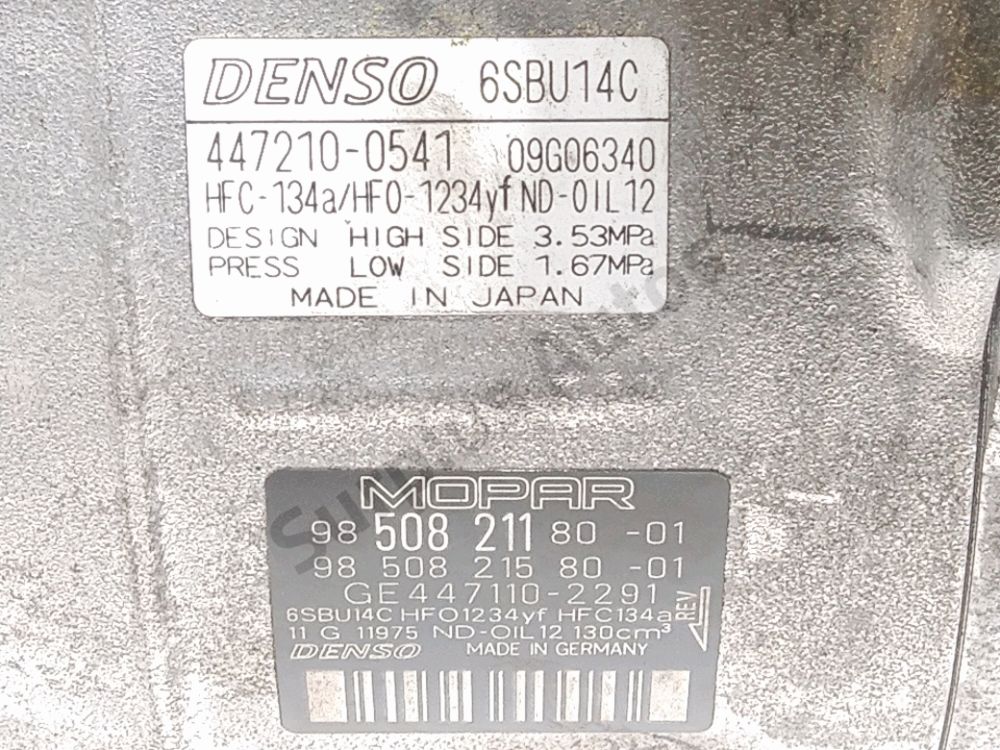 DENSO 6SBU14C
447210-0541 09G06340
HFC-134a/HFO-1234yf ND-OIL12
DESIGN HIGH SIDE 3.53MPa
PRESS LOW SIDE 1.67MPa
MADE IN JAPAN
MOPAR
98 508 211 80 -01
98 508 215 80 -01
GE447110-2291
6SBU14C HFO1234yf HFC134a
11 G 11975 ND-OIL12 130cm³
REV
DENSO MADE IN GERMANY